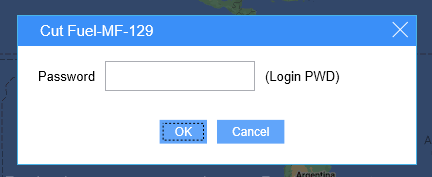 Cut Fuel-MF-129
Password (Login PWD)
OK Cancel
Argentina